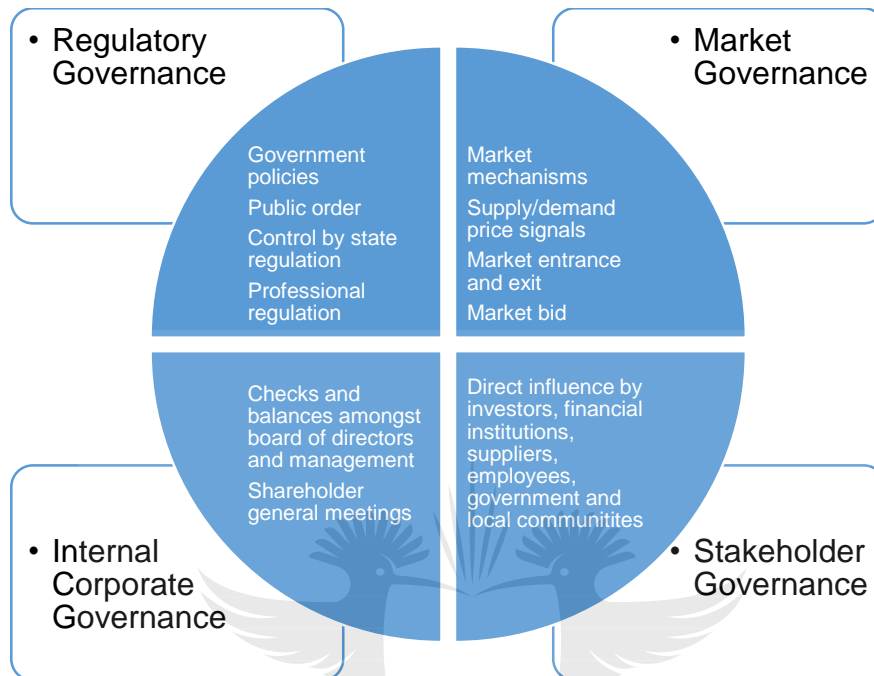 • Regulatory
Governance
• Market
Governance
Government
policies
Public order
Control by state
regulation
Professional
regulation
Market
mechanisms
Supply/demand
price signals
Market entrance
and exit
Market bid
Checks and
balances amongst
board of directors
and management
Shareholder
general meetings
Direct influence by
investors, financial
institutions,
suppliers,
employees,
government and
local communitites
• Internal
Corporate
Governance
• Stakeholder
Governance